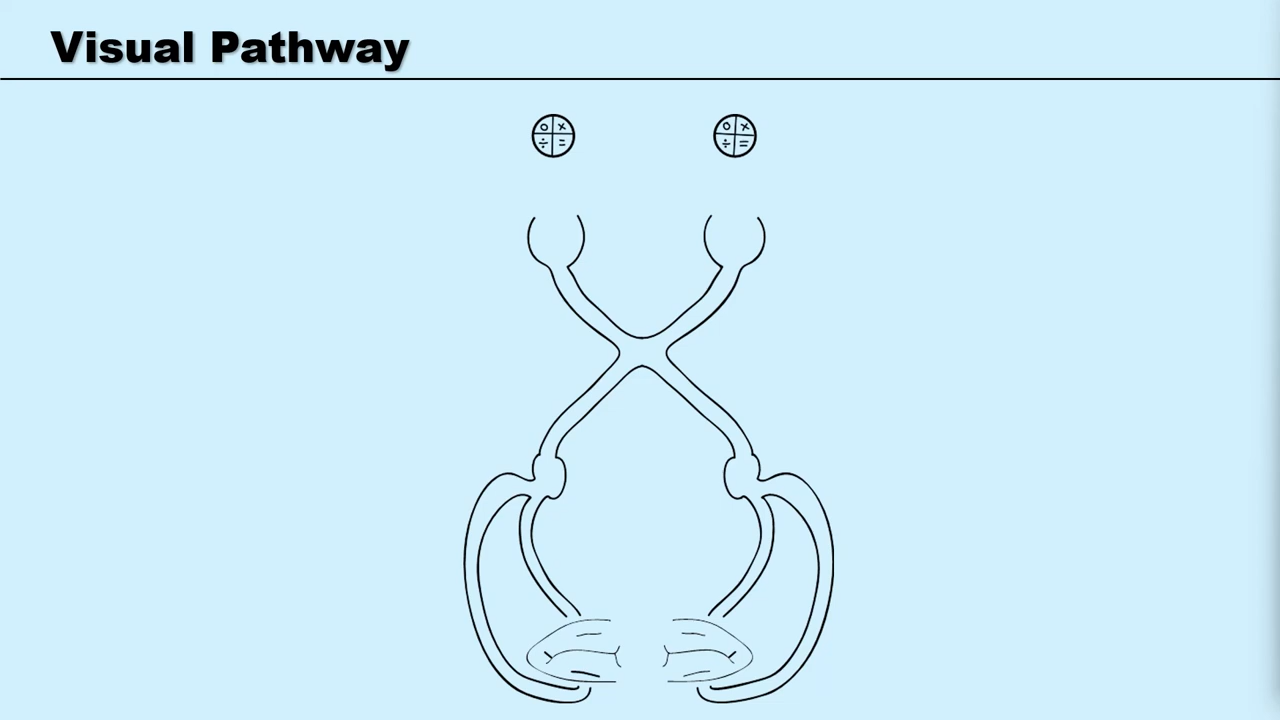 Visual Pathway
o x o x
÷ = ÷ =